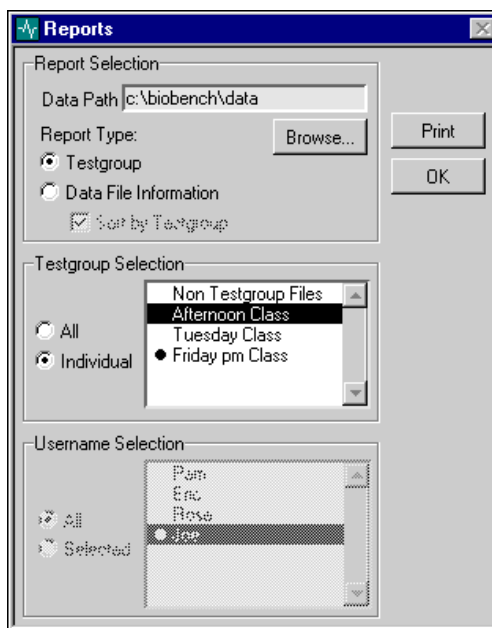 Reports
Report Selection
Data Path c:\biobench\data
Report Type:
Browse...
Testgroup
Data File Information
Sort by Testgroup
Print
OK
Testgroup Selection
All
Individual
Non Testgroup Files
Afternoon Class
Tuesday Class
Friday pm Class
Username Selection
All
Selected
Pam
Eric
Rose
Joe